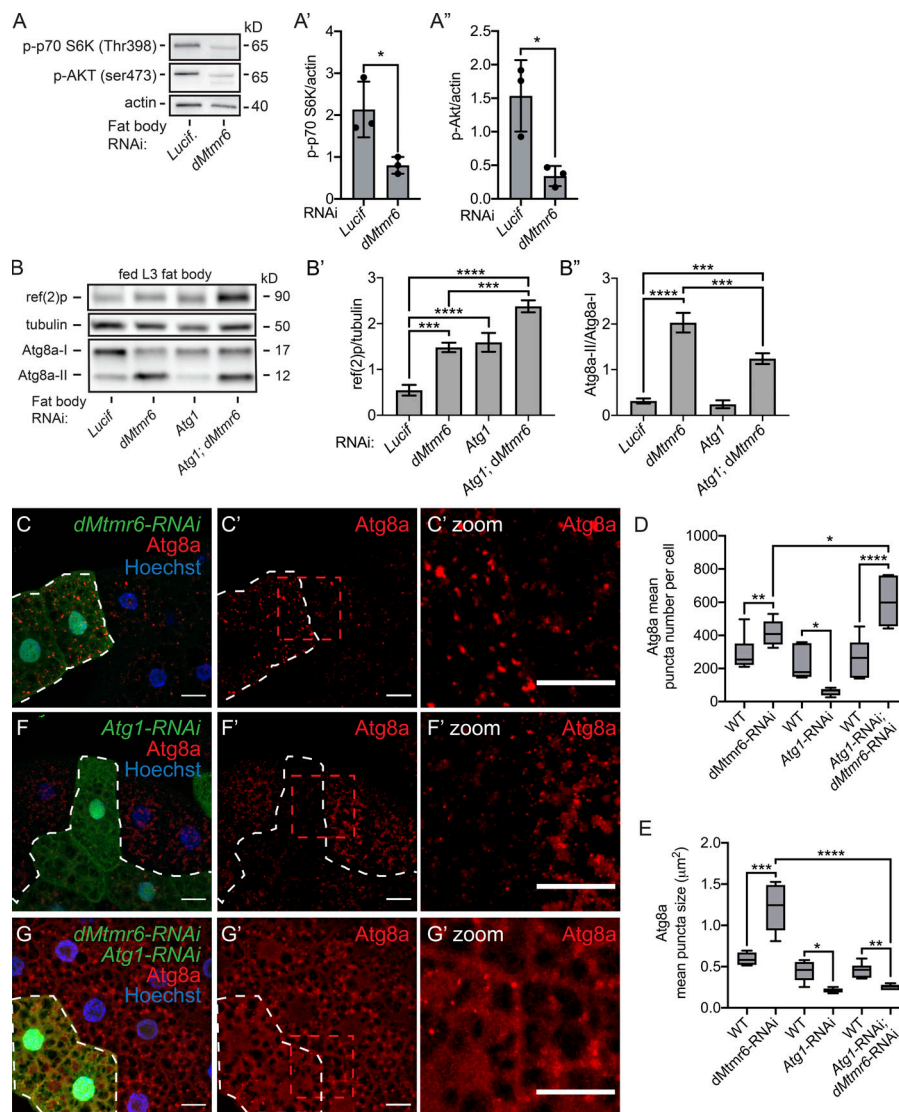 A
kD
p-p70 S6K (Thr398)
65
p-AKT (ser473)
65
actin
40
Fat body
RNAi:
Lucif.
dMtmr6
A'
p-p70 S6K/actin
4
3
2
1
0
*
RNAi
Lucif
dMtmr6
A"
p-Akt/actin
2.5
2.0
1.5
1.0
0.5
0.0
*
RNAi
Lucif
dMtmr6
B
fed L3 fat body
kD
ref(2)p
90
tubulin
50
Atg8a-I
17
Atg8a-II
12
Fat body
RNAi:
Lucif
dMtmr6
Atg1
Atg1; dMtmr6
B'
ref(2)p/tubulin
3
2
1
0
****
***
****
***
RNAi:
Lucif
dMtmr6
Atg1
Atg1; dMtmr6
B"
Atg8a-II/Atg8a-I
3
2
1
0
***
****
***
Lucif
dMtmr6
Atg1
Atg1; dMtmr6
C
dMtmr6-RNAi
Atg8a
Hoechst
C'
Atg8a
C' zoom
Atg8a
D
Atg8a mean
puncta number per cell
1000
800
600
400
200
0
*
**
*
****
WT
dMtmr6-RNAi
WT
Atg1-RNAi
WT
Atg1-RNAi;
dMtmr6-RNAi
F
Atg1-RNAi
Atg8a
Hoechst
F'
Atg8a
F' zoom
Atg8a
E
Atg8a
mean puncta size (μm²)
2.0
1.5
1.0
0.5
0.0
****
***
*
**
WT
dMtmr6-RNAi
WT
Atg1-RNAi
WT
Atg1-RNAi;
dMtmr6-RNAi
G
dMtmr6-RNAi
Atg1-RNAi
Atg8a
Hoechst
G'
Atg8a
G' zoom
Atg8a